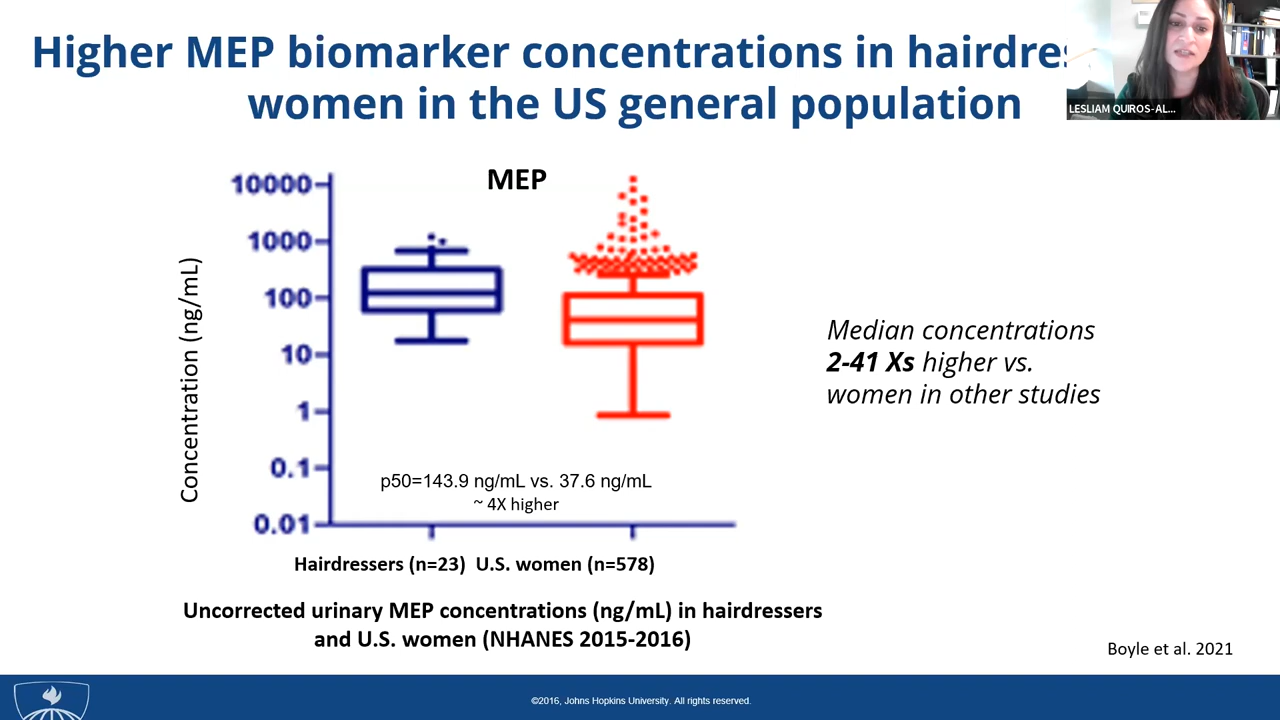 Higher MEP biomarker concentrations in
women in the US general population
LESLIAM QUIROS-AL...
MEP
10000
1000
100
10
1
0.1
0.01
Concentration (ng/mL)
p50=143.9 ng/mL vs. 37.6 ng/mL
~ 4X higher
Hairdressers (n=23) U.S. women (n=578)
Uncorrected urinary MEP concentrations (ng/mL) in hairdressers
and U.S. women (NHANES 2015-2016)
Median concentrations
2-41 Xs higher vs.
women in other studies
Boyle et al. 2021
©2016, Johns Hopkins University. All rights reserved.